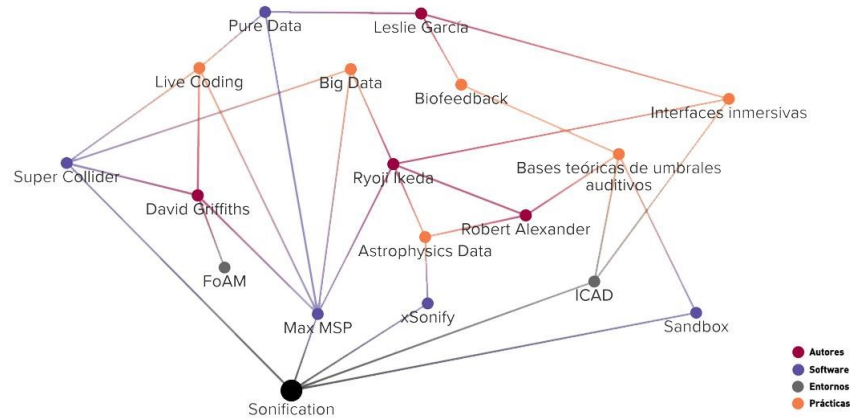 Pure Data
Leslie García
Live Coding
Big Data
Biofeedback
Interfaces inmersivas
Super Collider
Ryoji Ikeda
Bases teóricas de umbrales
auditivos
David Griffiths
Robert Alexander
Astrophysics Data
FoAM
ICAD
Max MSP
xSonify
Sandbox
Sonification
Autores
Software
Entornos
Prácticas